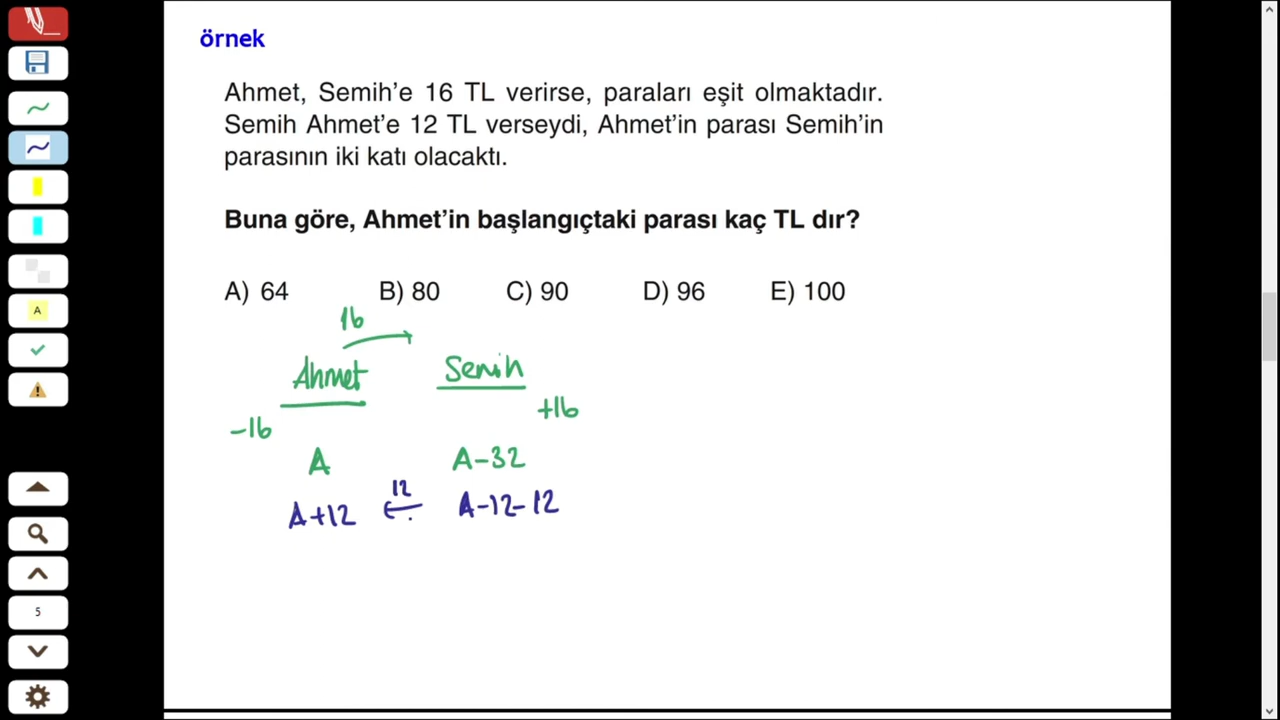 örnek
Ahmet, Semih'e 16 TL verirse, paraları eşit olmaktadır.
Semih Ahmet'e 12 TL verseydi, Ahmet'in parası Semih'in
parasının iki katı olacaktı.
Buna göre, Ahmet'in başlangıçtaki parası kaç TL dır?
A) 64 B) 80 C) 90 D) 96 E) 100
16
Ahmet Semih
-16 +16
A A-32
A+12 12 A-12-12
A
5